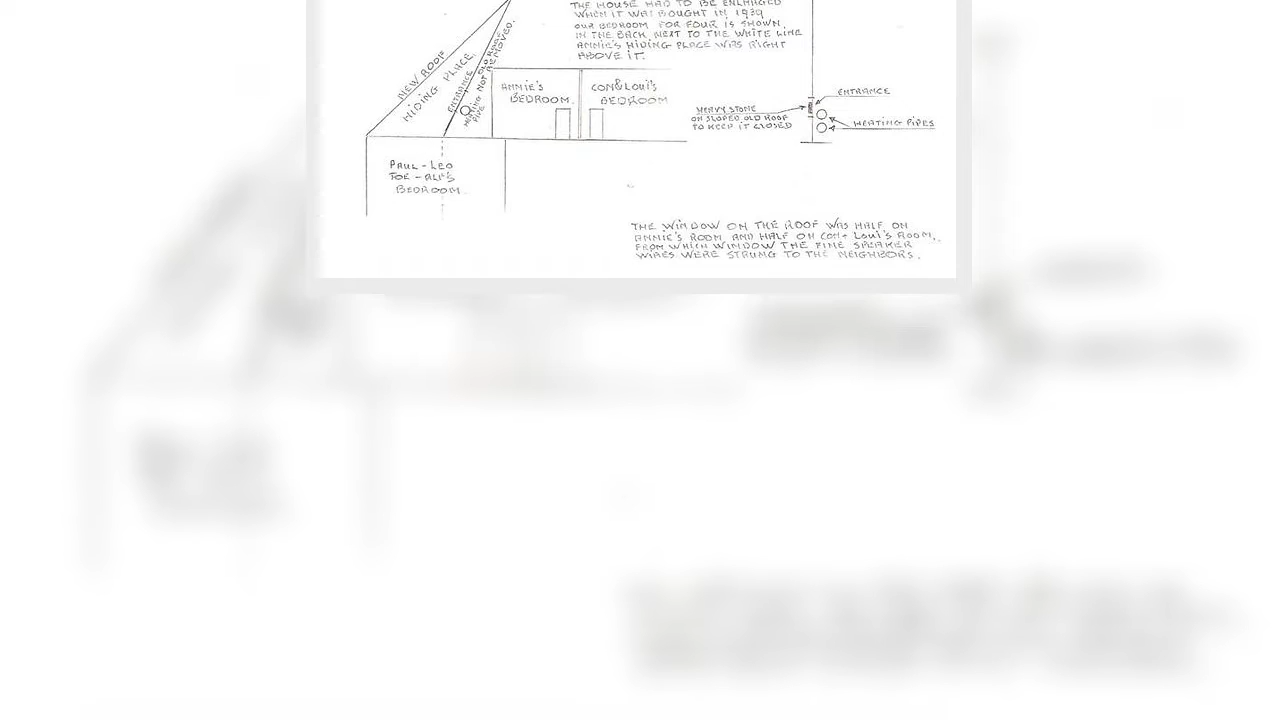 THE HOUSE HAD TO BE ENLARGED
WHEN IT WAS BOUGHT IN 1939
OUR BEDROOM FOR FOUR IS SHOWN,
IN THE BACK, NEXT TO THE WHITE LINE
ANNIE'S HIDING PLACE WAS RIGHT
ABOVE IT.
NEW ROOF
HIDING PLACE,
ENTRANCE
NOT OLD ROOF
REMOVED.
HEATING
PIPE
ANNIE'S
BEDROOM.
CON & LOUI'S
BEDROOM
ENTRANCE
HEAVY STONE
ON SLOPED, OLD ROOF
TO KEEP IT CLOSED
HEATING PIPES
PAUL - LEO
TOE - ALI'S
BEDROOM.
THE WINDOW ON THE ROOF WAS HALF ON
ANNIE'S ROOM AND HALF ON CON + LOUI'S ROOM,
FROM WHICH WINDOW THE FINE SPEAKER
WIRES WERE STRUNG TO THE NEIGHBORS.